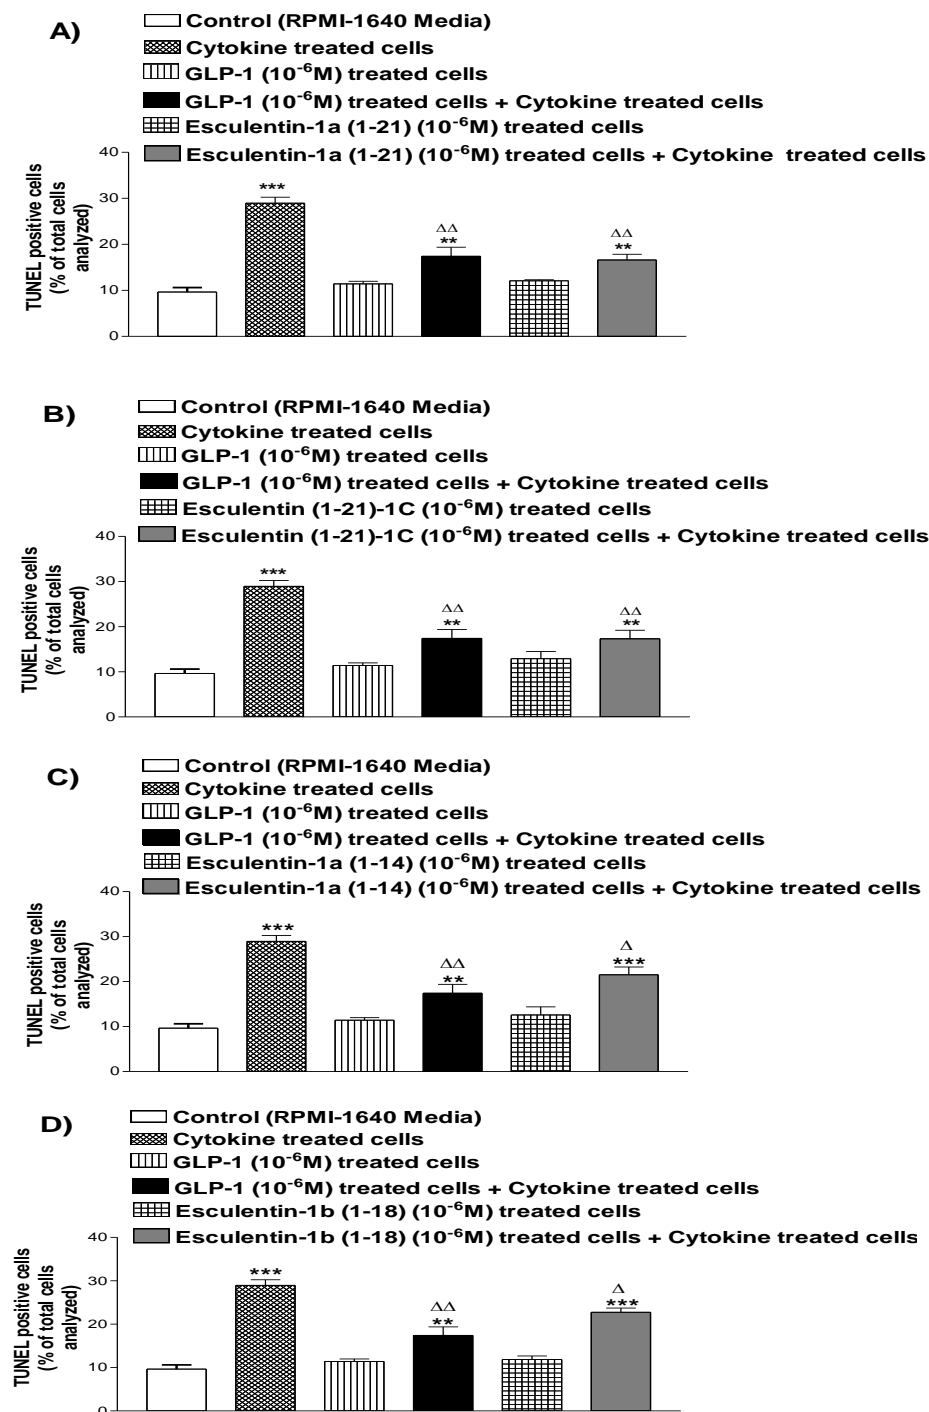 A)
Control (RPMI-1640 Media)
Cytokine treated cells
GLP-1 (10⁻⁶M) treated cells
GLP-1 (10⁻⁶M) treated cells + Cytokine treated cells
Esculentin-1a (1-21) (10⁻⁶M) treated cells
Esculentin-1a (1-21) (10⁻⁶M) treated cells + Cytokine treated cells
TUNEL positive cells
(% of total cells
analyzed)
40
30
20
10
0
***
ΔΔ
**
ΔΔ
**
B)
Control (RPMI-1640 Media)
Cytokine treated cells
GLP-1 (10⁻⁶M) treated cells
GLP-1 (10⁻⁶M) treated cells + Cytokine treated cells
Esculentin (1-21)-1C (10⁻⁶M) treated cells
Esculentin (1-21)-1C (10⁻⁶M) treated cells + Cytokine treated cells
TUNEL positive cells
(% of total cells
analyzed)
40
30
20
10
0
***
ΔΔ
**
ΔΔ
**
C)
Control (RPMI-1640 Media)
Cytokine treated cells
GLP-1 (10⁻⁶M) treated cells
GLP-1 (10⁻⁶M) treated cells + Cytokine treated cells
Esculentin-1a (1-14) (10⁻⁶M) treated cells
Esculentin-1a (1-14) (10⁻⁶M) treated cells + Cytokine treated cells
TUNEL positive cells
(% of total cells
analyzed)
40
30
20
10
0
***
ΔΔ
**
Δ
***
D)
Control (RPMI-1640 Media)
Cytokine treated cells
GLP-1 (10⁻⁶M) treated cells
GLP-1 (10⁻⁶M) treated cells + Cytokine treated cells
Esculentin-1b (1-18) (10⁻⁶M) treated cells
Esculentin-1b (1-18) (10⁻⁶M) treated cells + Cytokine treated cells
TUNEL positive cells
(% of total cells
analyzed)
40
30
20
10
0
***
ΔΔ
**
Δ
***